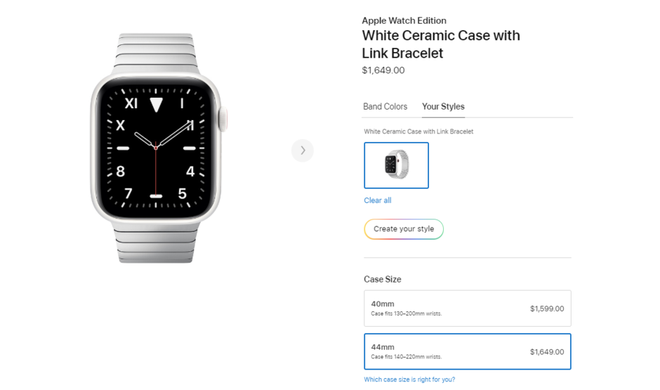 XI I
X II
8 4
7 5
Apple Watch Edition
White Ceramic Case with
Link Bracelet
$1,649.00
Band Colors Your Styles
White Ceramic Case with Link Bracelet
Clear all
Create your style
Case Size
40mm
Case fits 130–200mm wrists.
$1,599.00
44mm
Case fits 140–220mm wrists.
$1,649.00
Which case size is right for you?